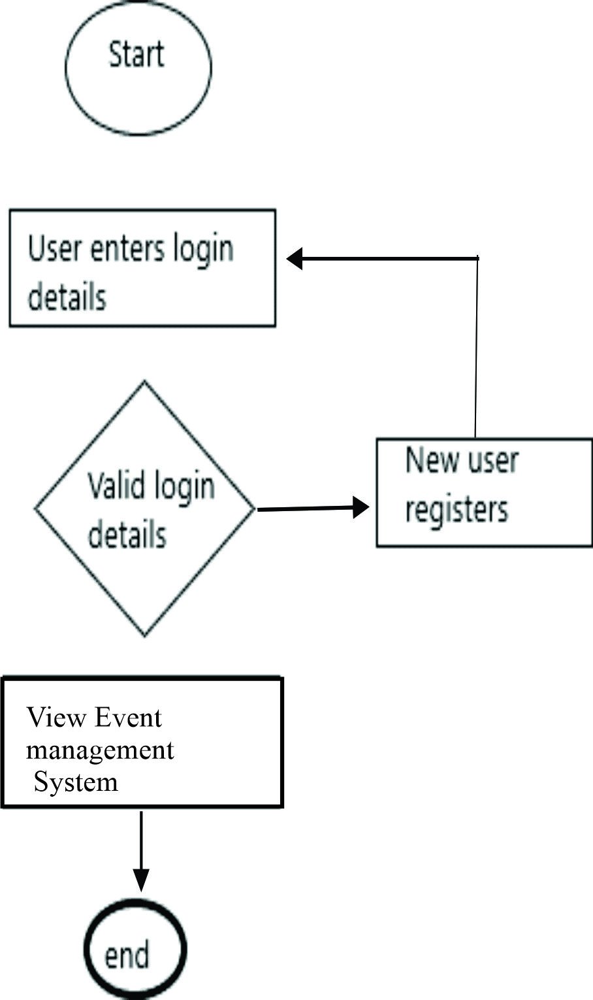 Start
User enters login
details
Valid login
details
New user
registers
View Event
management
System
end